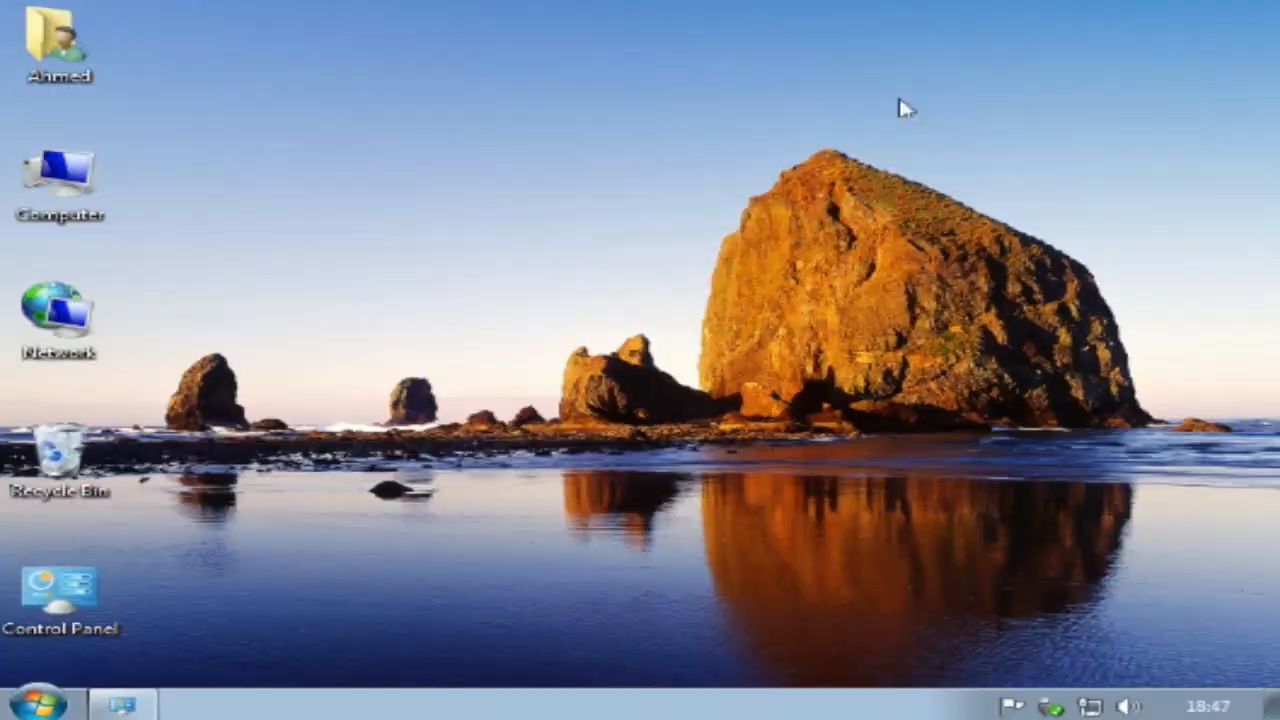 Ahmed
Computer
Network
Recycle Bin
Control Panel
18:47